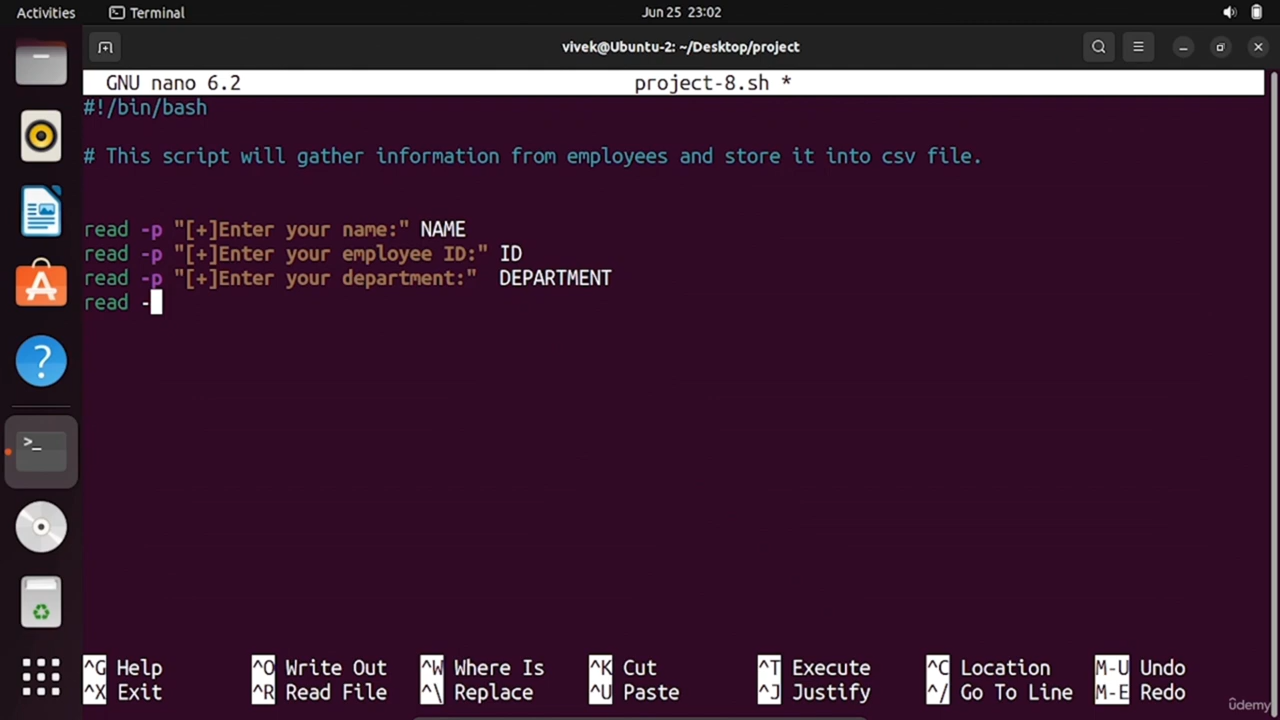 Activities Terminal Jun 25 23:02
vivek@Ubuntu-2: ~/Desktop/project
GNU nano 6.2 project-8.sh *
#!/bin/bash
# This script will gather information from employees and store it into csv file.
read -p "[+]Enter your name:" NAME
read -p "[+]Enter your employee ID:" ID
read -p "[+]Enter your department:"  DEPARTMENT
read -
^G Help ^O Write Out ^W Where Is ^K Cut ^T Execute ^C Location M-U Undo
^X Exit ^R Read File ^\ Replace ^U Paste ^J Justify ^/ Go To Line M-E Redo
ûdemy